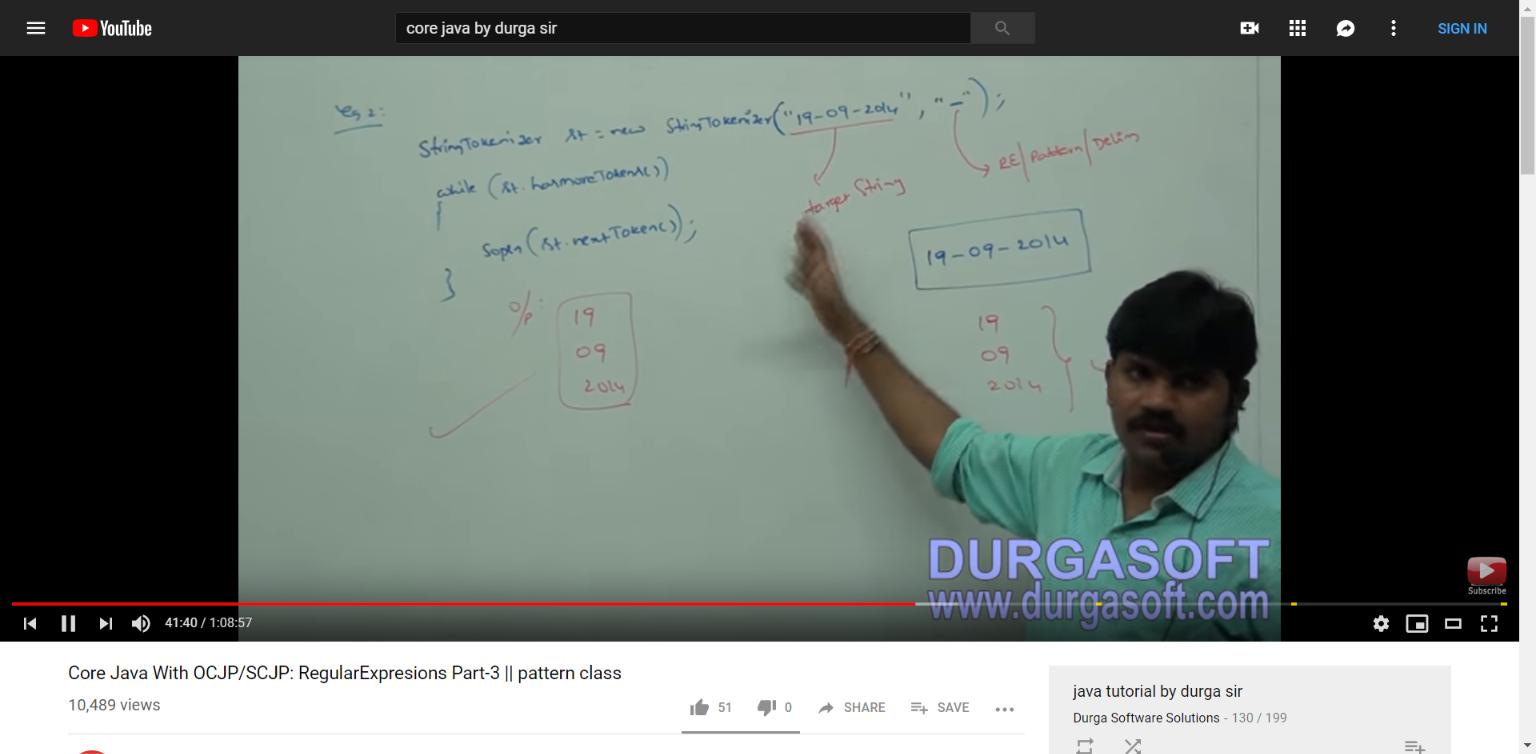 YouTube
core java by durga sir
SIGN IN
eg 2:
StringTokenizer st = new StringTokenizer("19-09-2014", "-");
while (st.hasmoreTokens())
{
sopln(st.nextToken());
}
o/p:
19
09
2014
target String
RE/Pattern/Delim
19-09-2014
19
09
2014
DURGASOFT
www.durgasoft.com
Subscribe
41:40 / 1:08:57
Core Java With OCJP/SCJP: RegularExpresions Part-3 || pattern class
10,489 views
51
0
SHARE
SAVE
java tutorial by durga sir
Durga Software Solutions - 130 / 199